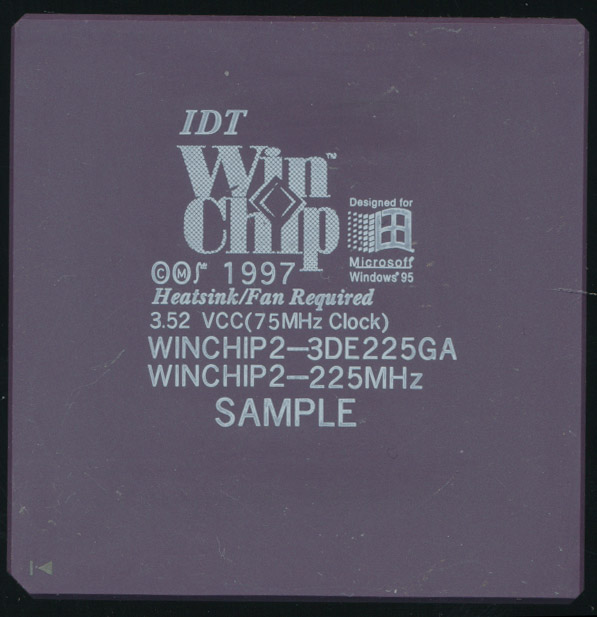 IDT
Win™
Chip
Designed for
Microsoft®
Windows®95
©Ⓜ 1997
Heatsink/Fan Required
3.52 VCC(75MHz Clock)
WINCHIP2-3DE225GA
WINCHIP2-225MHz
SAMPLE